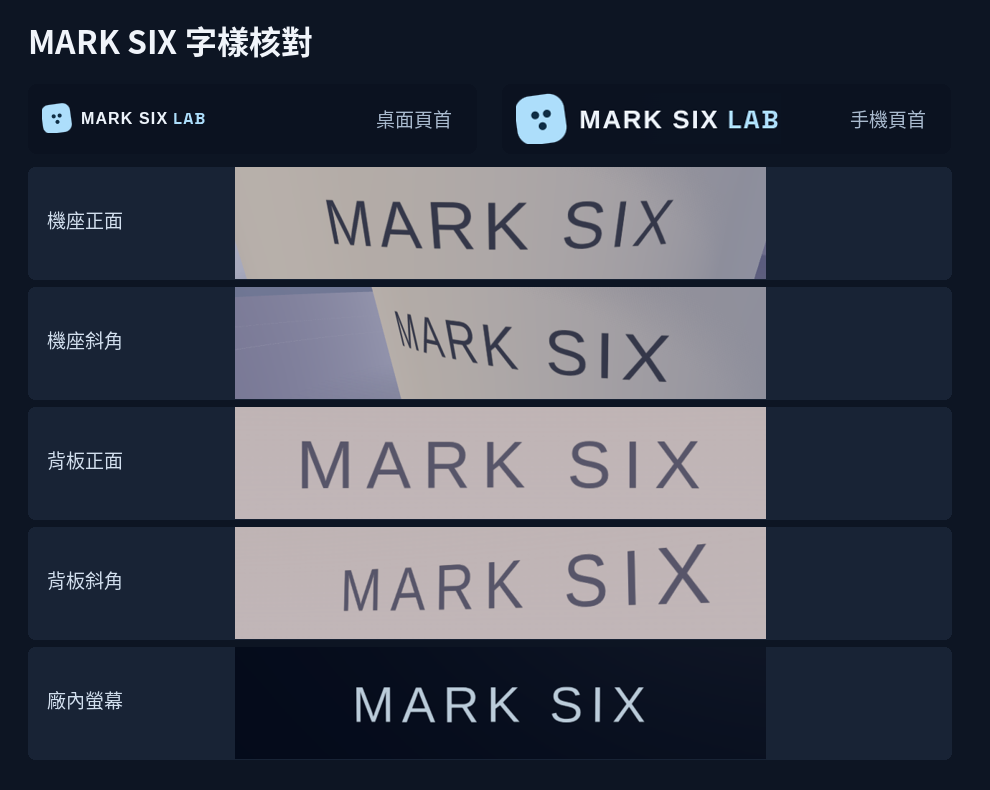 MARK SIX 字樣核對
MARK SIX LAB 桌面頁首
MARK SIX LAB 手機頁首
機座正面 MARK SIX
機座斜角 MARK SIX
背板正面 MARK SIX
背板斜角 MARK SIX
廠內螢幕 MARK SIX